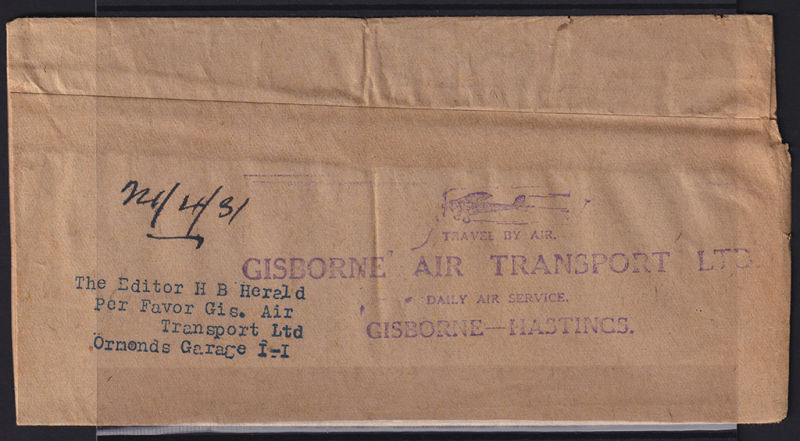 /4/31
TRAVEL BY AIR.
GISBORNE AIR TRANSPORT LTD
DAILY AIR SERVICE.
GISBORNE—HASTINGS.
The Editor H B Herald
Per Favor Gis. Air
Transport Ltd
Ormonds Garage I-I